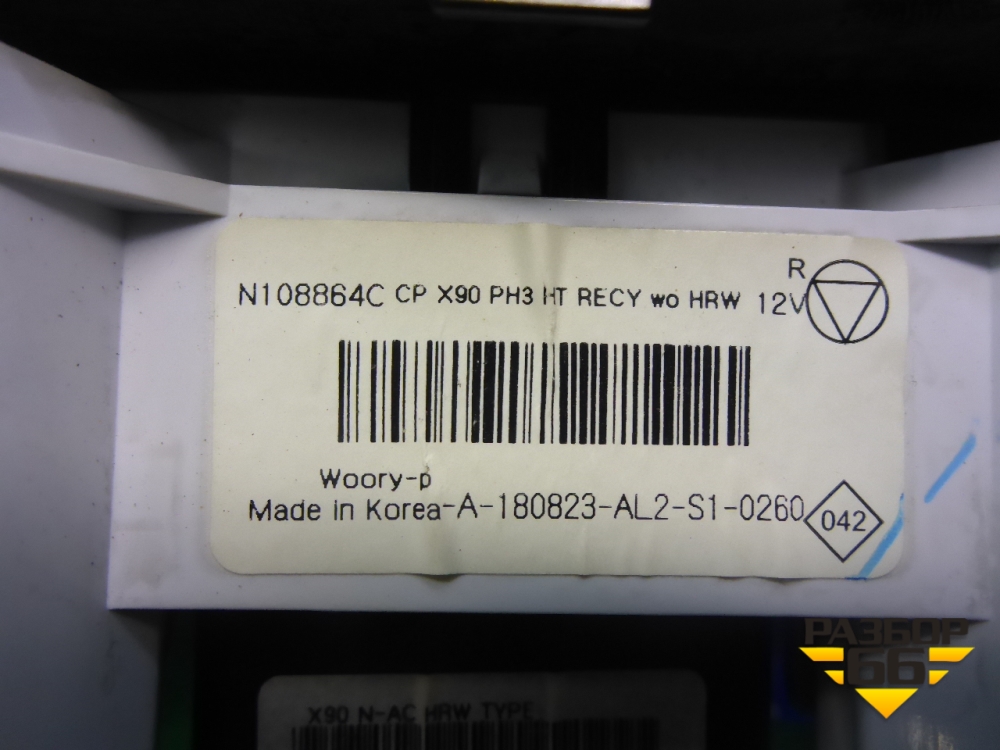 R
N108864C CP X90 PH3 HT RECY wo HRW 12V
Woory-p
Made in Korea-A-180823-AL2-S1-0260
042
РАЗБОР
66
X90 N-AC HRW TYPE